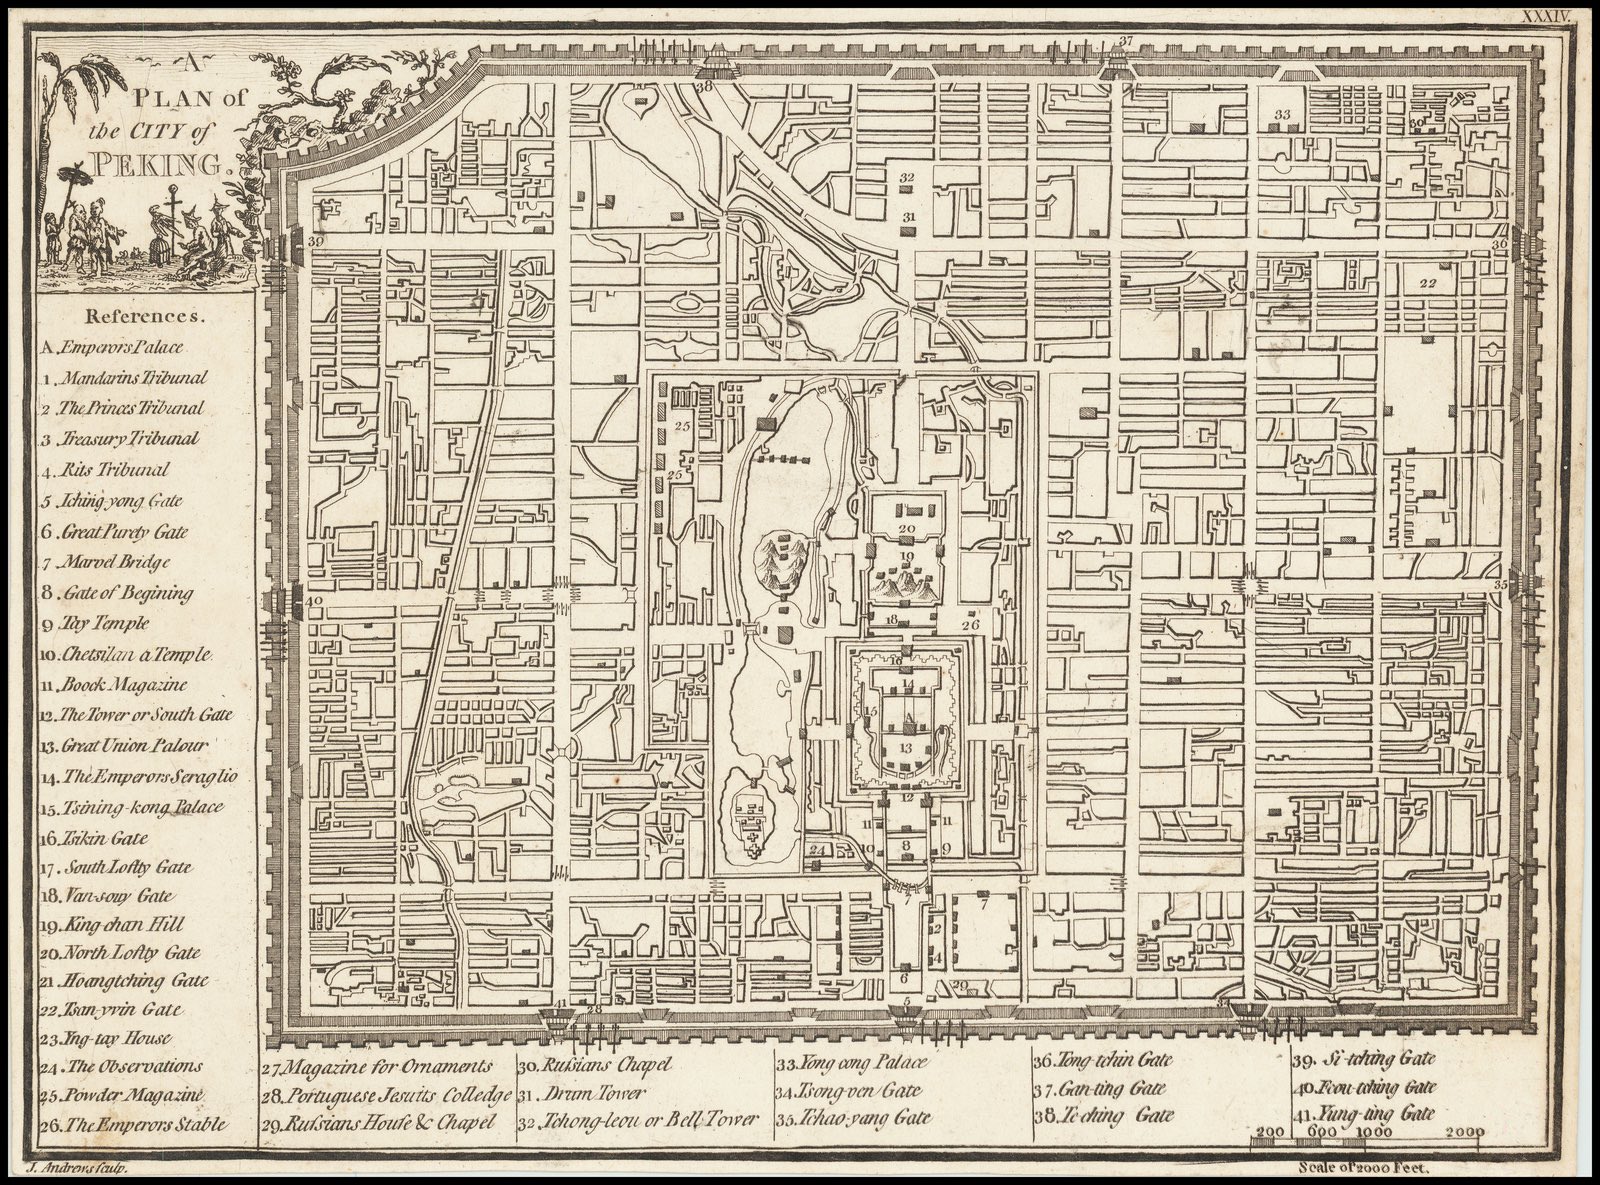 XXXIV.
A
PLAN of
the CITY of
PEKING.
References.
A. Emperors Palace
1. Mandarins Tribunal
2. The Princes Tribunal
3. Treasury Tribunal
4. Rits Tribunal
5. Tching-yong Gate
6. Great Purety Gate
7. Marvel Bridge
8. Gate of Begining
9. Tay Temple
10. Chetsilan a Temple
11. Boock Magazine
12. The Tower or South Gate
13. Great Union Palour
14. The Emperors Seraglio
15. Tsining-kong Palace
16. Tsikin Gate
17. South Loftly Gate
18. Van-sowy Gate
19. King-chan Hill
20. North Loftly Gate
21. Hoangtching Gate
22. Tsan-yvin Gate
23. Yng-tay House
24. The Observations
25. Powder Magazine
26. The Emperors Stable
27. Magazine for Ornaments
28. Portuguese Jesuits Colledge
29. Ruſsians Houſe & Chapel
30. Ruſsians Chapel
31. Drum Tower
32. Tchong-leou or Bell Tower
33. Yong cong Palace
34. Tsong-ven Gate
35. Tchao-yang Gate
36. Tong-tchin Gate
37. Gan-ting Gate
38. Te ching Gate
39. Si-tching Gate
40. Feou-tching Gate
41. Yung-ting Gate
200 600 1000 2000
Scale of 2000 Feet.
J. Andrews ſculp.
37
38
33
30
32
31
36
39
22
25
25
20
19
40
35
18
26
16
14
15
A
13
12
11
11
24
10
8
9
7
7
2
4
6
29
41
28
5
34